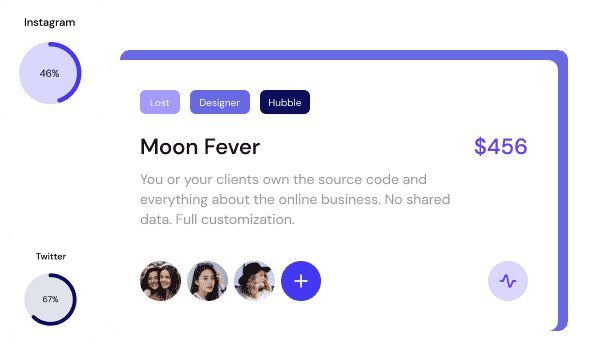 Instagram
46%
Lost
Designer
Hubble
Moon Fever
$456
You or your clients own the source code and
everything about the online business. No shared
data. Full customization.
Twitter
67%